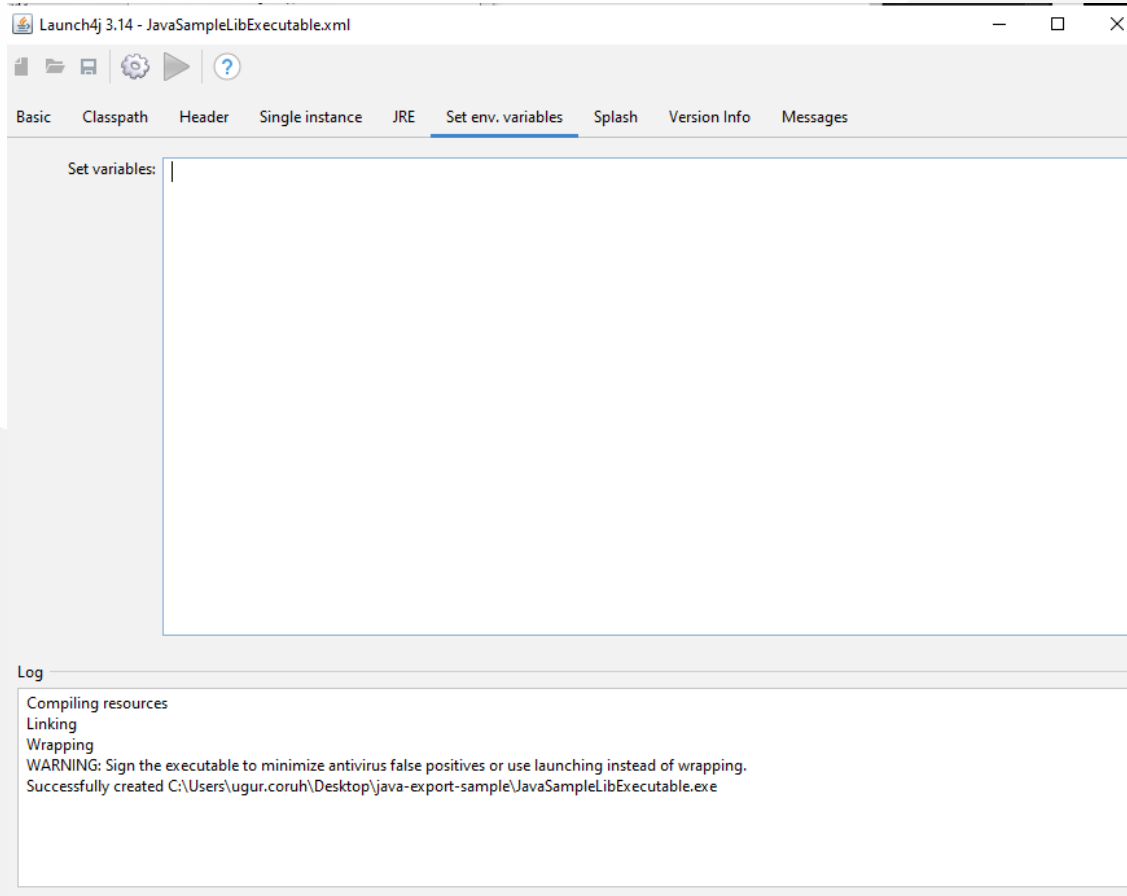 Launch4j 3.14 - JavaSampleLibExecutable.xml
?
Basic Classpath Header Single instance JRE Set env. variables Splash Version Info Messages
Set variables:
Log
Compiling resources
Linking
Wrapping
WARNING: Sign the executable to minimize antivirus false positives or use launching instead of wrapping.
Successfully created C:\Users\ugur.coruh\Desktop\java-export-sample\JavaSampleLibExecutable.exe